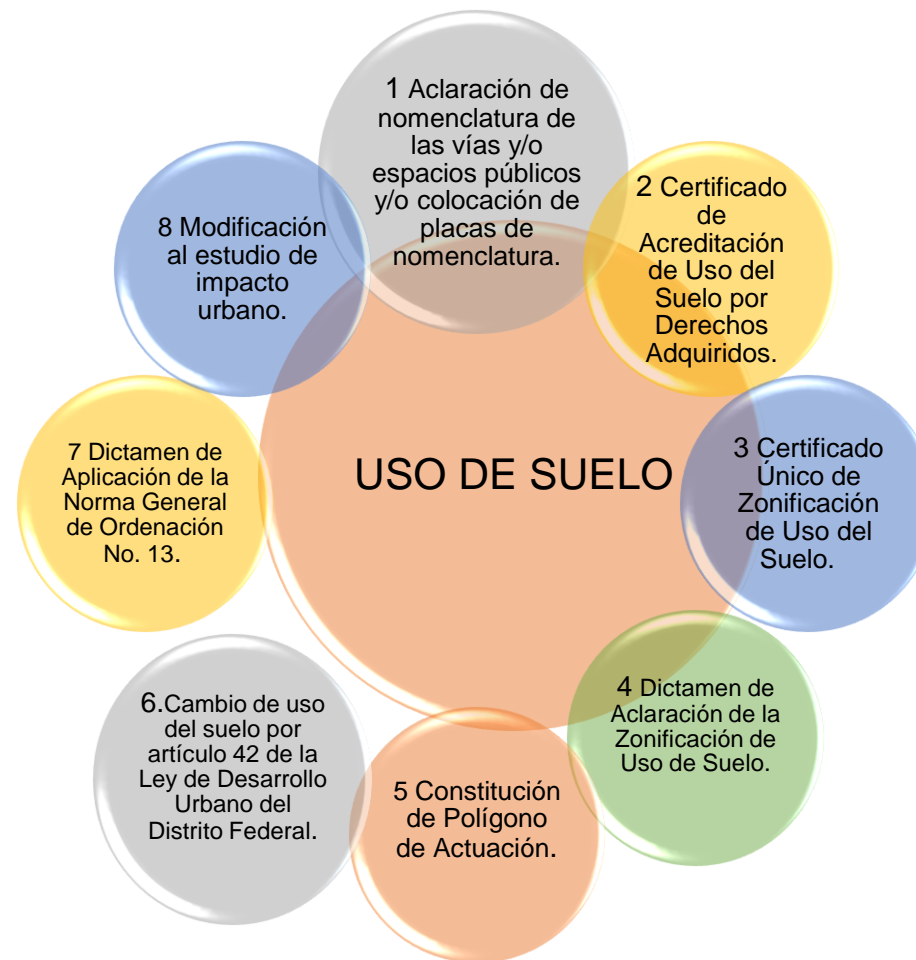 1 Aclaración de
nomenclatura de
las vías y/o
espacios públicos
y/o colocación de
placas de
nomenclatura.
2 Certificado
de
Acreditación
de Uso del
Suelo por
Derechos
Adquiridos.
3 Certificado
Único de
Zonificación
de Uso del
Suelo.
4 Dictamen de
Aclaración de la
Zonificación de
Uso de Suelo.
5 Constitución
de Polígono
de Actuación.
6.Cambio de uso
del suelo por
artículo 42 de la
Ley de Desarrollo
Urbano del
Distrito Federal.
7 Dictamen de
Aplicación de la
Norma General
de Ordenación
No. 13.
8 Modificación
al estudio de
impacto
urbano.
USO DE SUELO